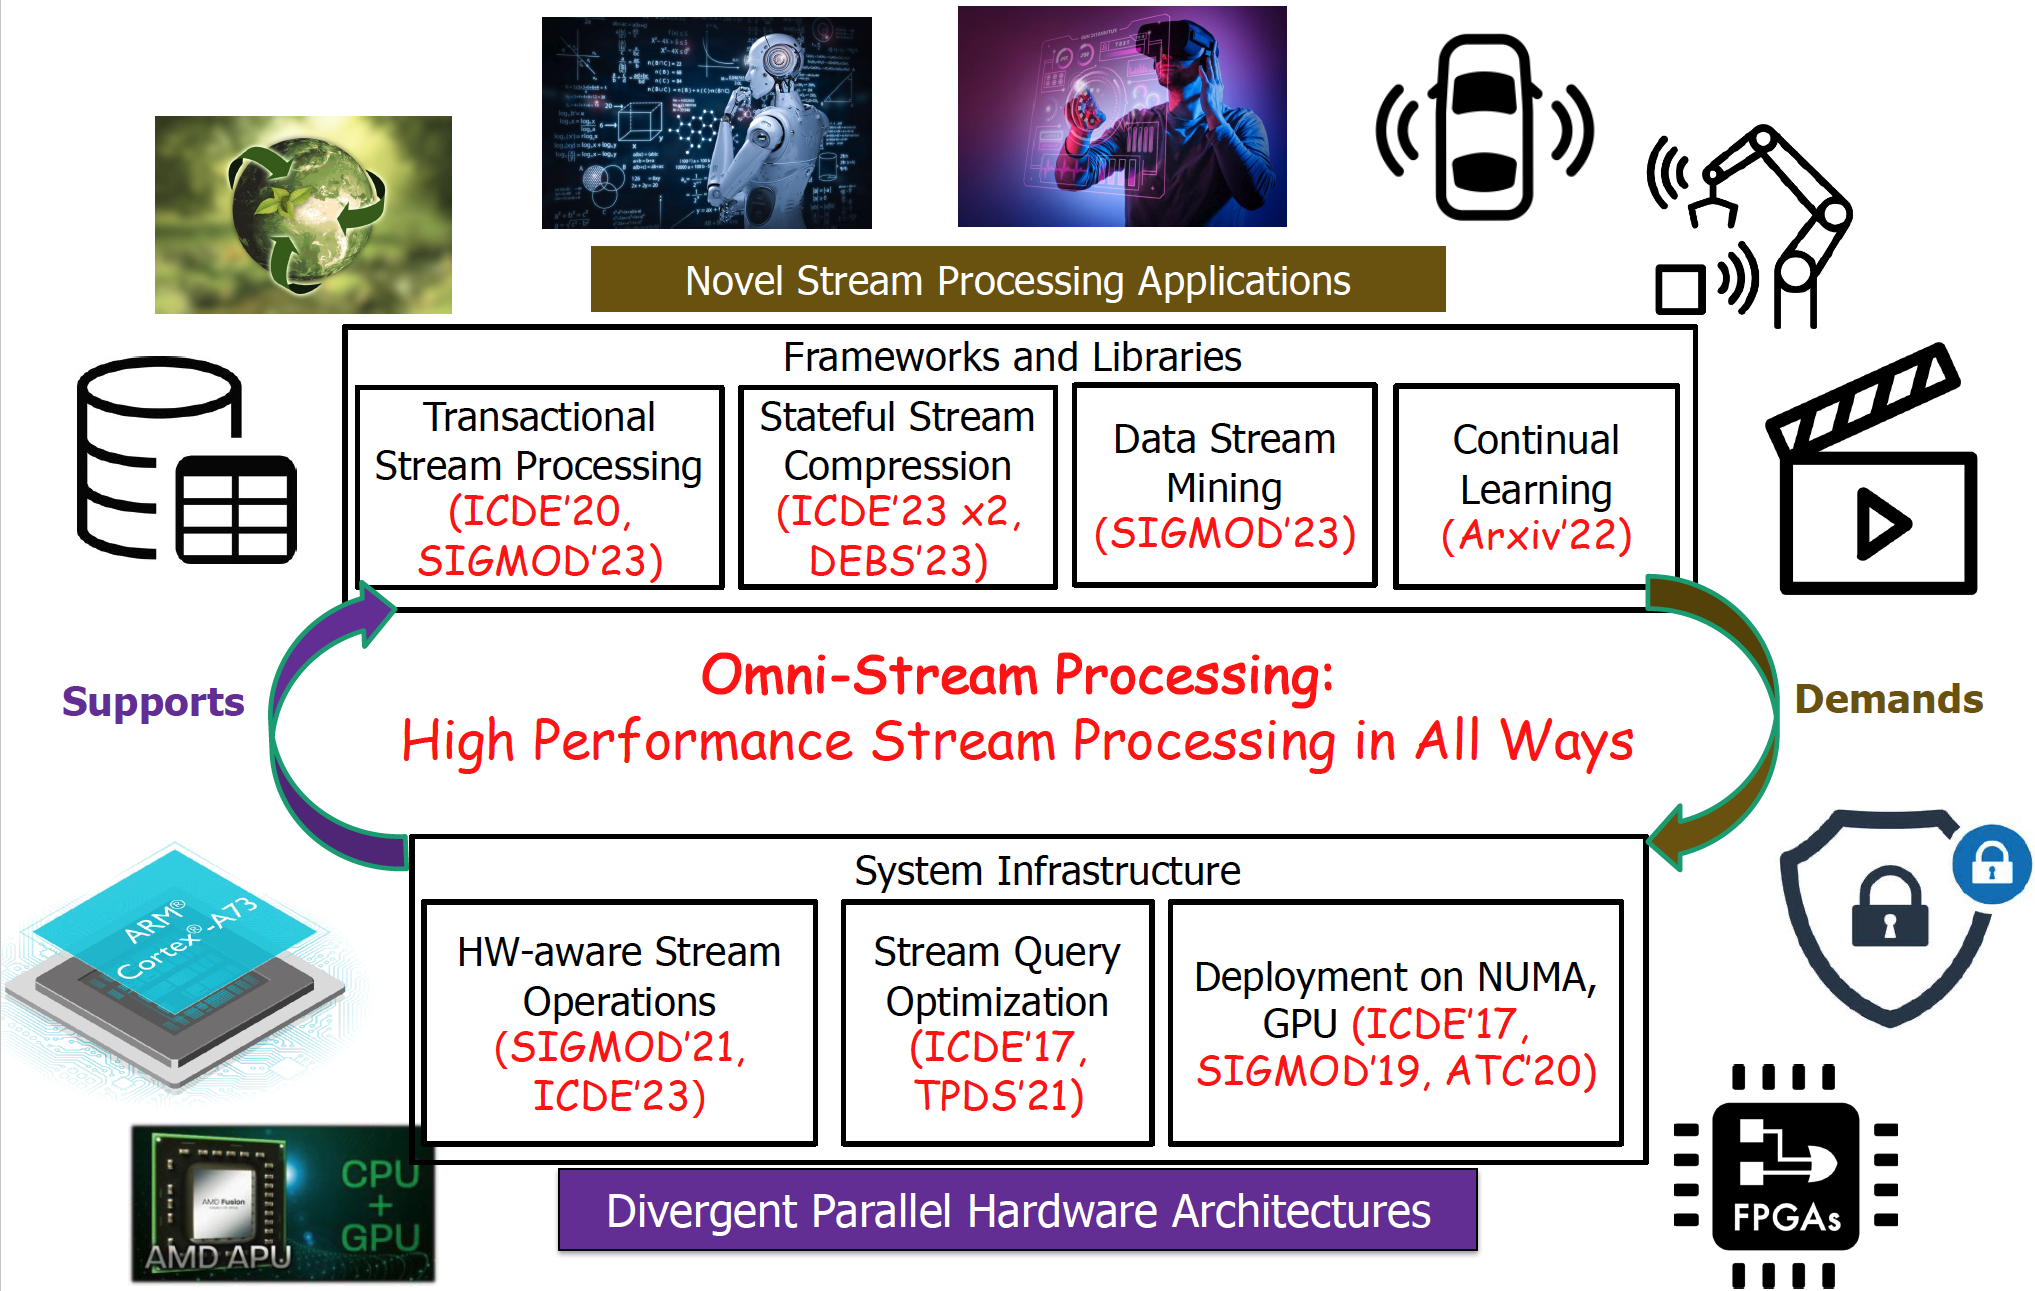 Novel Stream Processing Applications
Frameworks and Libraries
Transactional
Stream Processing
(ICDE'20,
SIGMOD'23)
Stateful Stream
Compression
(ICDE'23 x2,
DEBS'23)
Data Stream
Mining
(SIGMOD'23)
Continual
Learning
(Arxiv'22)
Supports
Omni-Stream Processing:
High Performance Stream Processing in All Ways
Demands
System Infrastructure
HW-aware Stream
Operations
(SIGMOD'21,
ICDE'23)
Stream Query
Optimization
(ICDE'17,
TPDS'21)
Deployment on NUMA,
GPU (ICDE'17,
SIGMOD'19, ATC'20)
ARM®
Cortex®-A73
AMD Fusion
CPU
+
GPU
AMD APU
Divergent Parallel Hardware Architectures
FPGAs